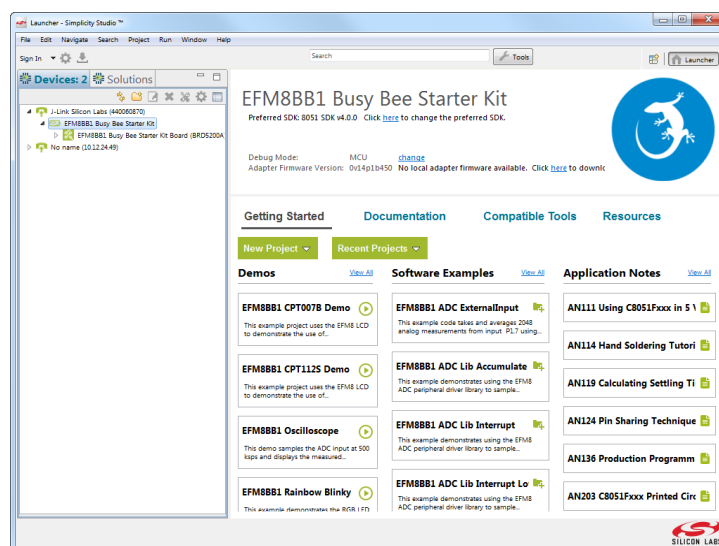 Launcher - Simplicity Studio ™
File Edit Navigate Search Project Run Window Help
Sign In
Search
Tools
Launcher
Devices: 2
Solutions
J-Link Silicon Labs (440060870)
EFM8BB1 Busy Bee Starter Kit
EFM8BB1 Busy Bee Starter Kit Board (BRD5200A
No name (10.12.24.49)
EFM8BB1 Busy Bee Starter Kit
Preferred SDK: 8051 SDK v4.0.0 Click here to change the preferred SDK.
Debug Mode: MCU change
Adapter Firmware Version: 0v14p1b450 No local adapter firmware available. Click here to downlo
Getting Started Documentation Compatible Tools Resources
New Project Recent Projects
Demos View All
EFM8BB1 CPT007B Demo
This example project uses the EFM8 LCD
to demonstrate the use of...
EFM8BB1 CPT112S Demo
This example project uses the EFM8 LCD
to demonstrate the use of...
EFM8BB1 Oscilloscope
This demo samples the ADC input at 500
ksps and displays the measured...
EFM8BB1 Rainbow Blinky
This example demonstrates the RGB LED
Software Examples View All
EFM8BB1 ADC ExternalInput
This example code takes and averages 2048
analog measurements from input P1.7 using...
EFM8BB1 ADC Lib Accumulate
This example demonstrates using the EFM8
ADC peripheral driver library to sample...
EFM8BB1 ADC Lib Interrupt
This example demonstrates using the EFM8
ADC peripheral driver library to sample...
EFM8BB1 ADC Lib Interrupt Lo
This example demonstrates using the EFM8
ADC peripheral driver library to sample...
Application Notes View All
AN111 Using C8051Fxxx in 5 V
AN114 Hand Soldering Tutori
AN119 Calculating Settling Ti
AN124 Pin Sharing Technique
AN136 Production Programm
AN203 C8051Fxxx Printed Circ
SILICON LABS